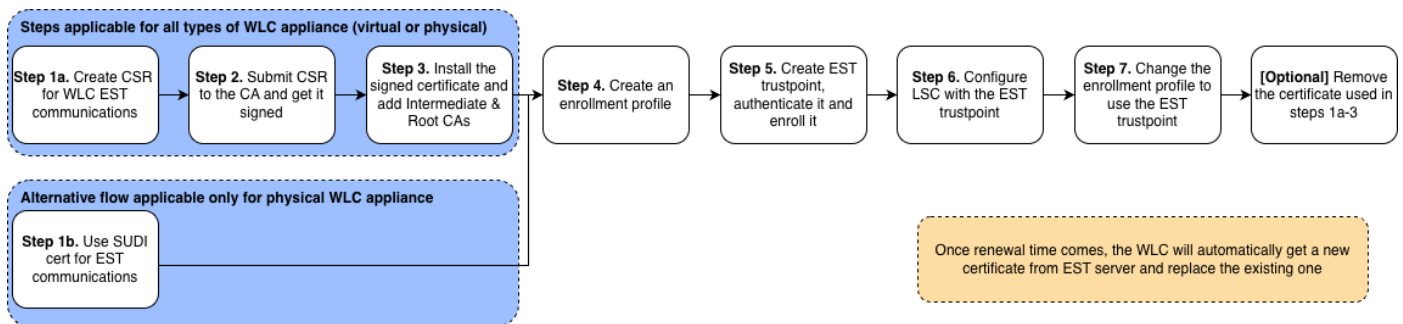 Steps applicable for all types of WLC appliance (virtual or physical)
Step 1a. Create CSR
for WLC EST
communications
Step 2. Submit CSR
to the CA and get it
signed
Step 3. Install the
signed certificate and
add Intermediate &
Root CAs
Step 4. Create an
enrollment profile
Step 5. Create EST
trustpoint,
authenticate it and
enroll it
Step 6. Configure
LSC with the EST
trustpoint
Step 7. Change the
enrollment profile to
use the EST
trustpoint
[Optional] Remove
the certificate used in
steps 1a-3
Alternative flow applicable only for physical WLC appliance
Step 1b. Use SUDI
cert for EST
communications
Once renewal time comes, the WLC will automatically get a new
certificate from EST server and replace the existing one